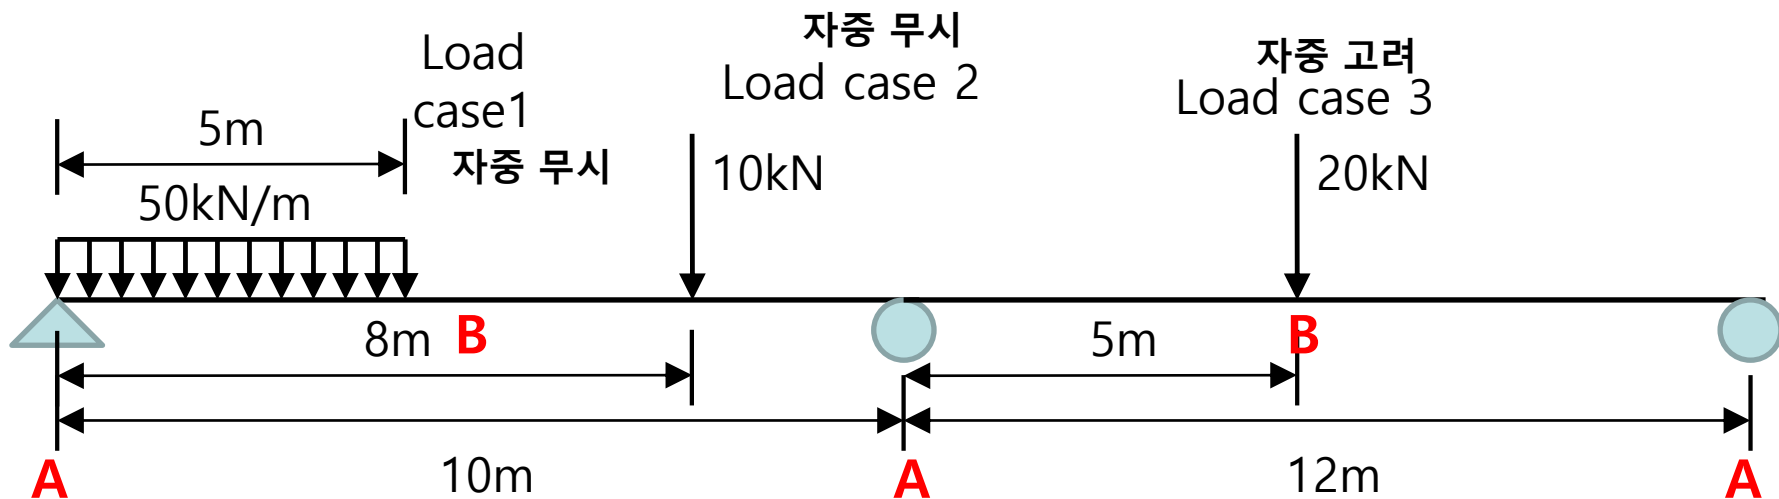 Load
case1
자중 무시
자중 무시
Load case 2
자중 고려
Load case 3
5m
50kN/m
10kN
20kN
8m
B
5m
B
A
10m
A
12m
A